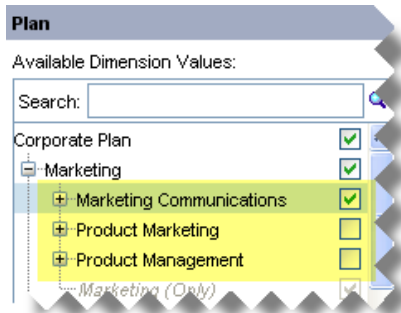 Plan
Available Dimension Values:
Search:
Corporate Plan
Marketing
Marketing Communications
Product Marketing
Product Management
Marketing (Only)